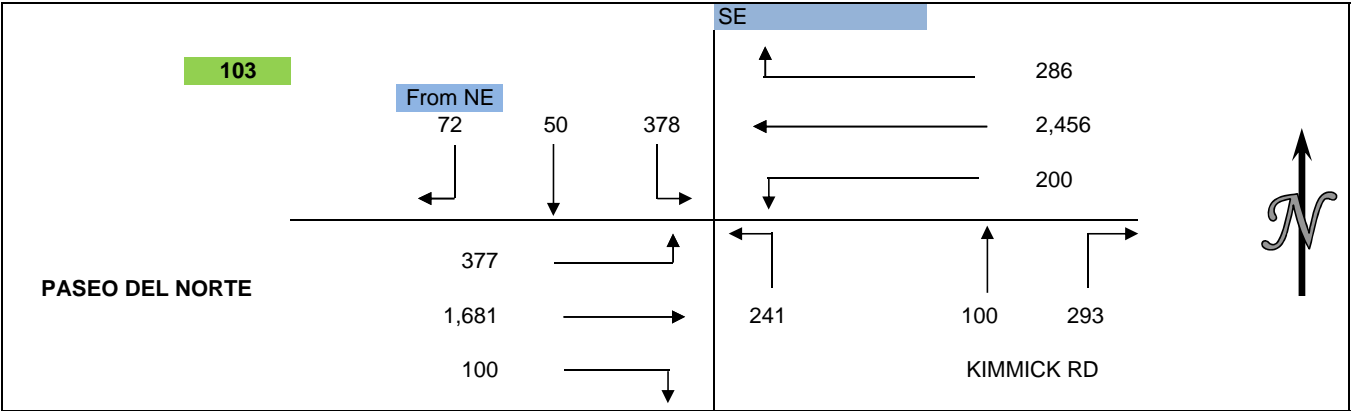 SE
103
286
From NE
72 50 378
2,456
200
N
377
PASEO DEL NORTE
1,681
241 100 293
100
KIMMICK RD